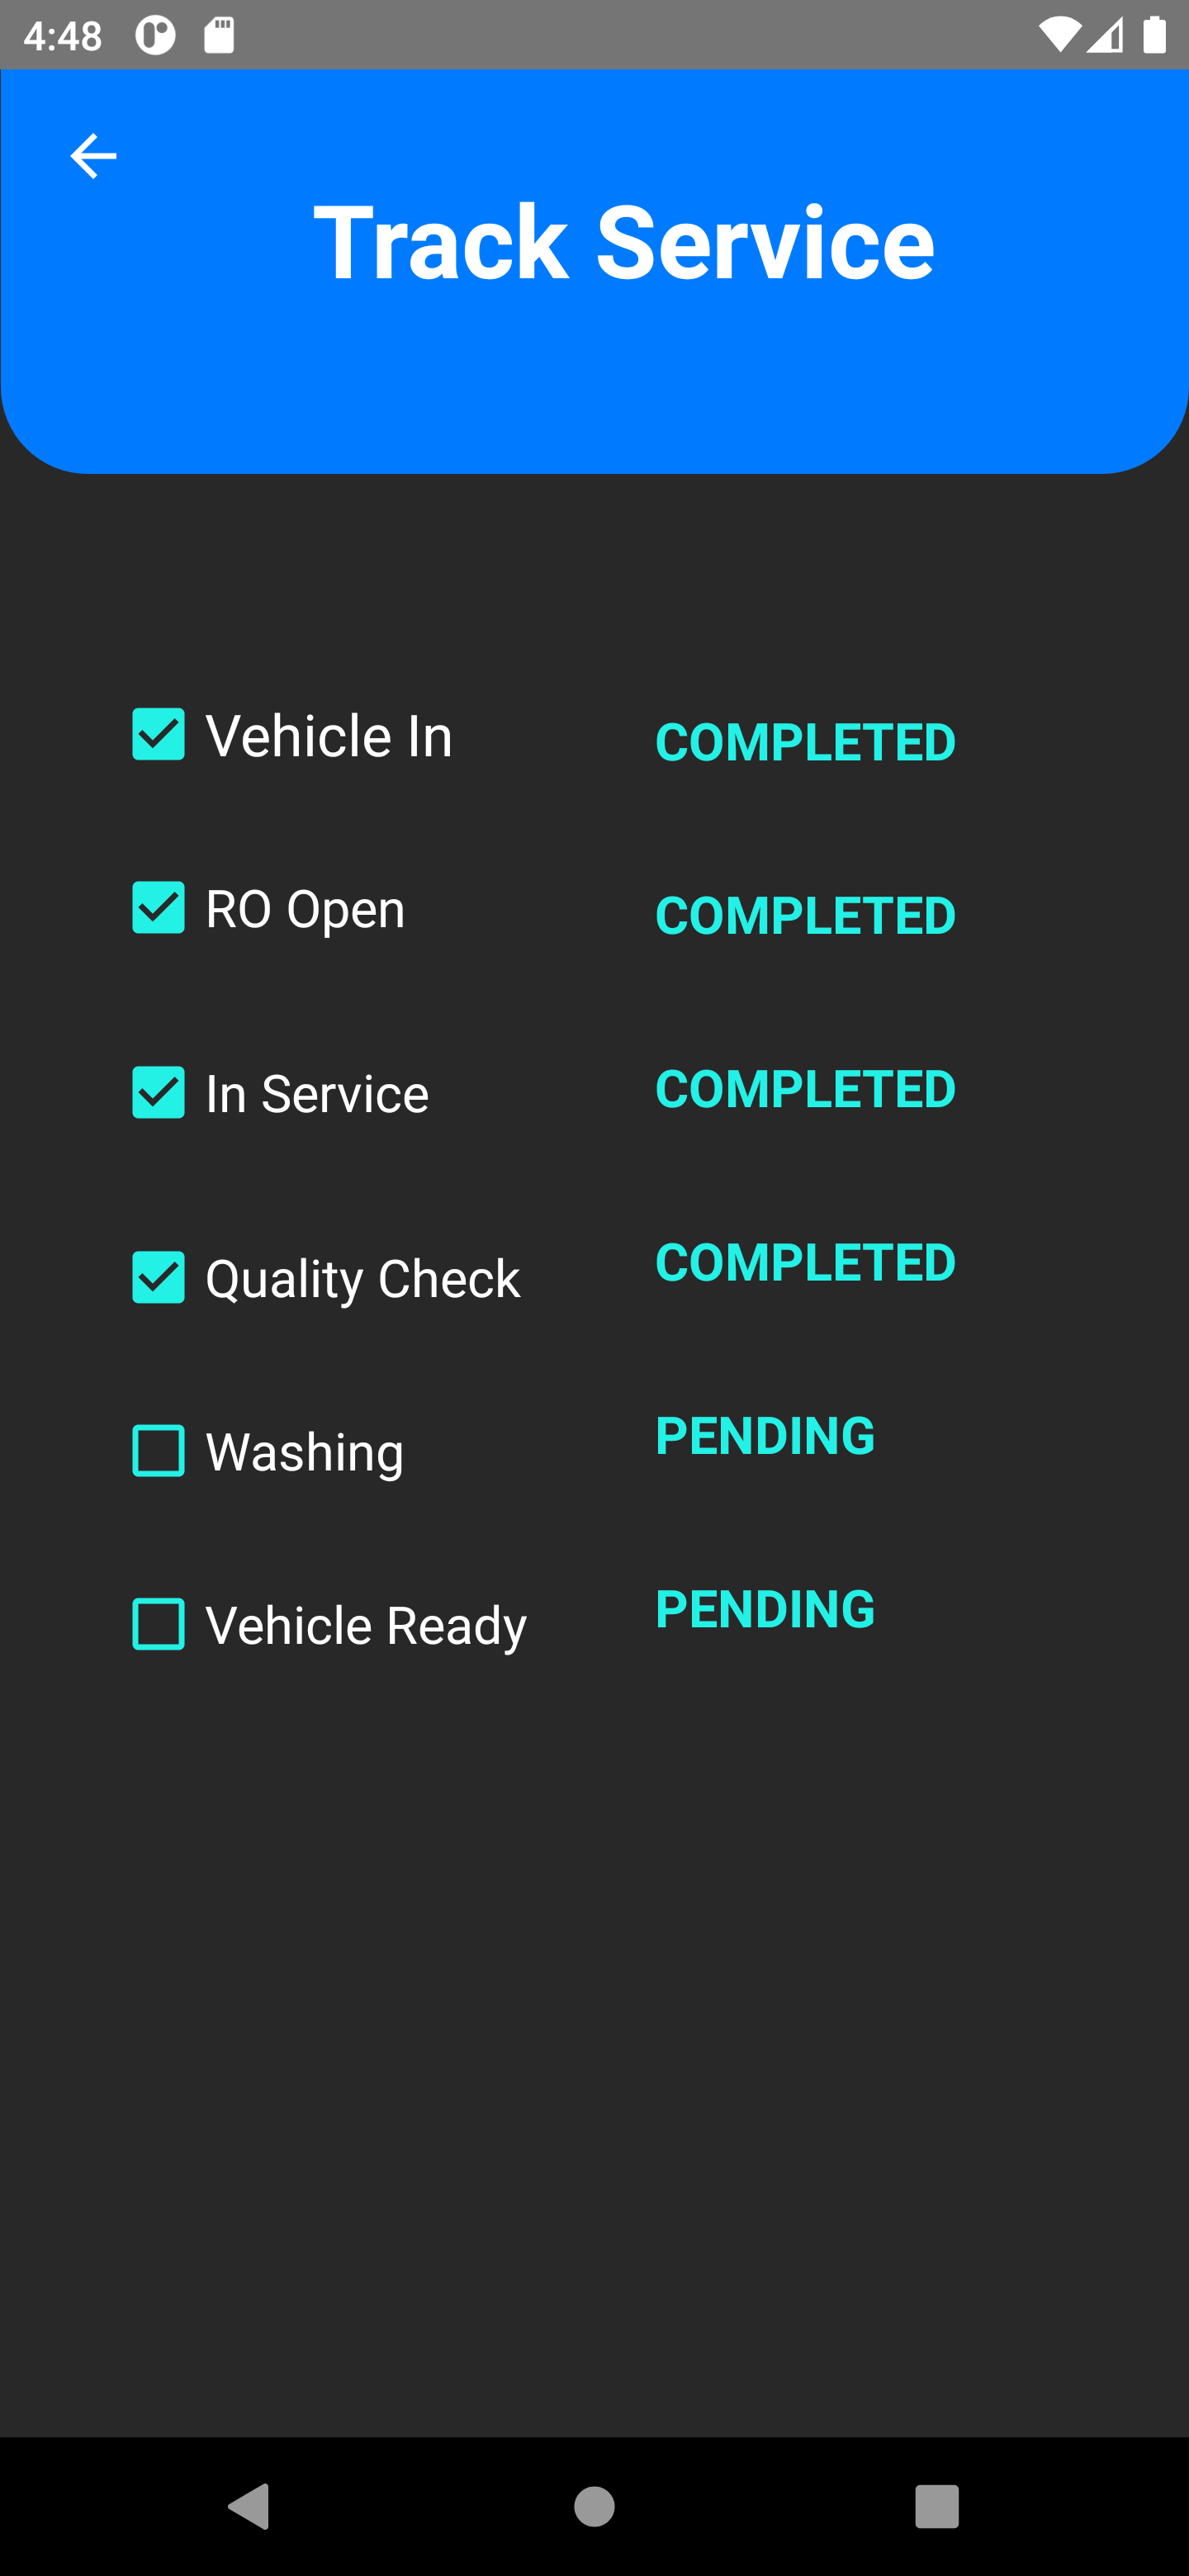 4:48
Track Service
Vehicle In COMPLETED
RO Open COMPLETED
In Service COMPLETED
Quality Check COMPLETED
Washing PENDING
Vehicle Ready PENDING